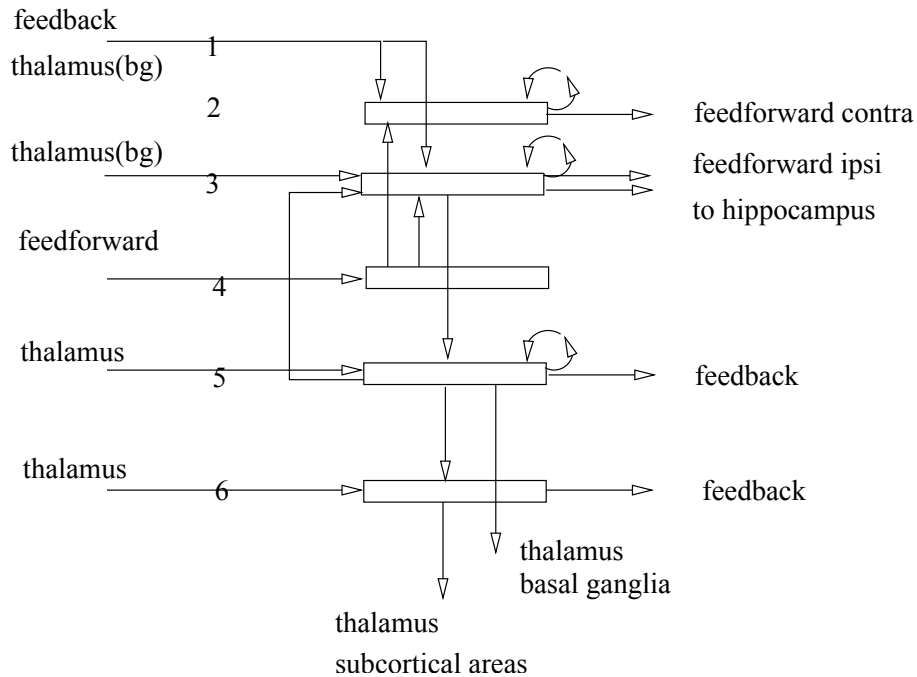 feedback
1
thalamus(bg)
2
feedforward contra
thalamus(bg)
3
feedforward ipsi
to hippocampus
feedforward
4
thalamus
5
feedback
thalamus
6
feedback
thalamus
basal ganglia
thalamus
subcortical areas